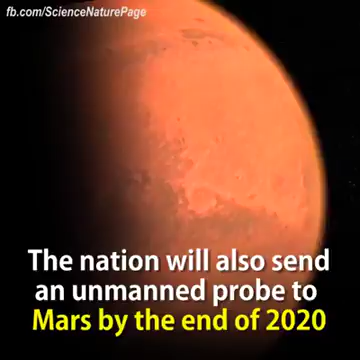 fb.com/ScienceNaturePage
The nation will also send
an unmanned probe to
Mars by the end of 2020